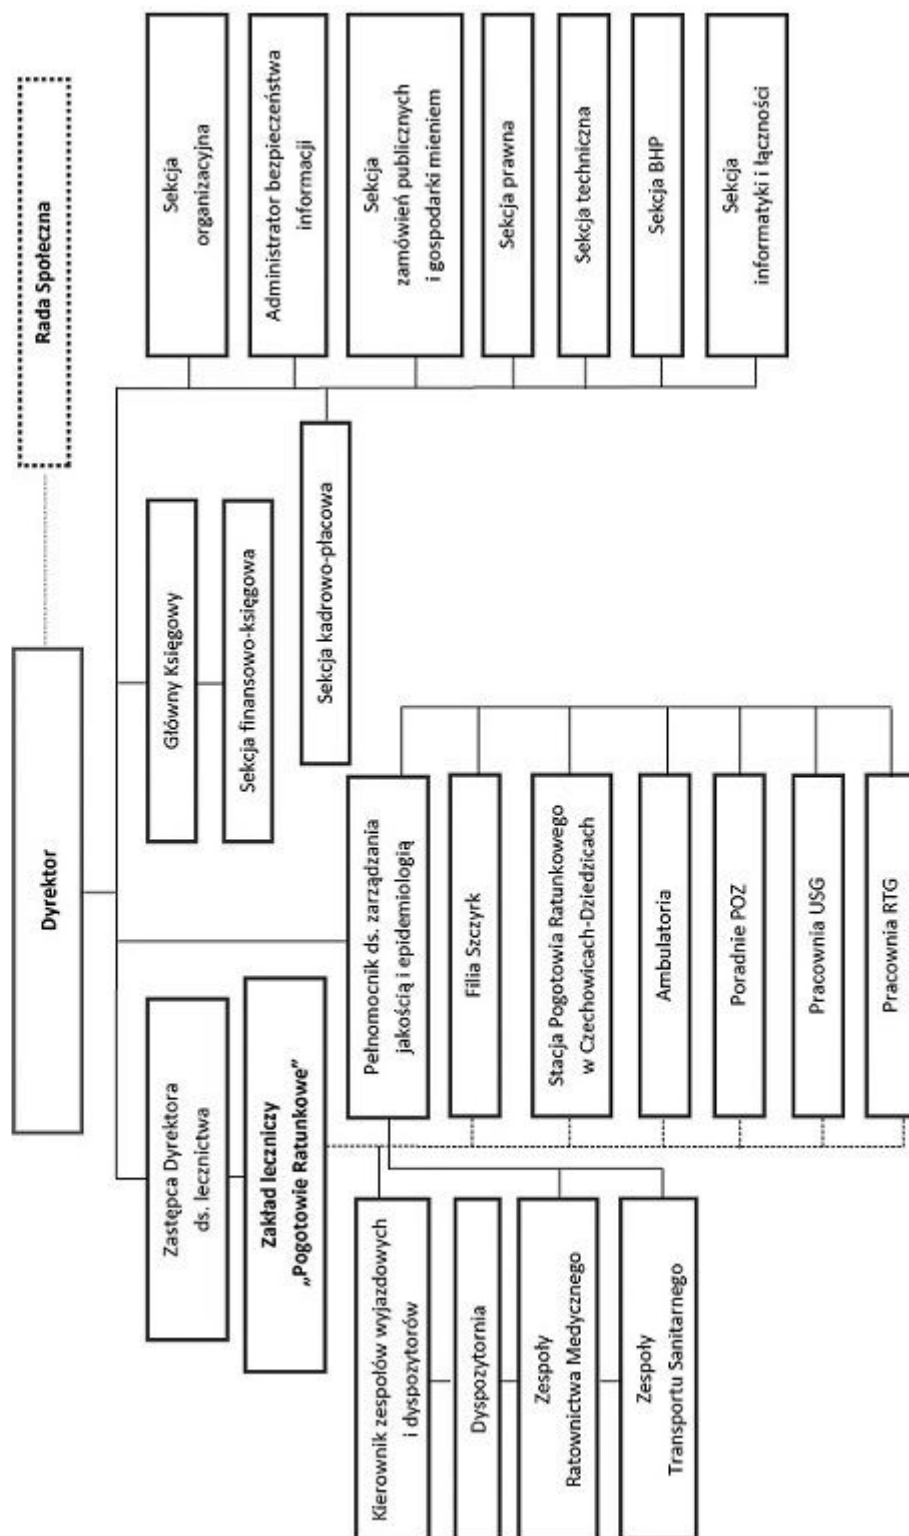 Dyrektor
Rada Społeczna
Zastępca Dyrektora
ds. lecznictwa
Zakład leczniczy
„Pogotowie Ratunkowe”
Kierownik zespołów wyjazdowych
i dyspozytorów
Dyspozytornia
Zespoły
Ratownictwa Medycznego
Zespoły
Transportu Sanitarnego
Pełnomocnik ds. zarządzania
jakością i epidemiologią
Filia Szczyrk
Stacja Pogotowia Ratunkowego
w Czechowicach-Dziedzicach
Ambulatoria
Poradnie POZ
Pracownia USG
Pracownia RTG
Główny Księgowy
Sekcja finansowo-księgowa
Sekcja kadrowo-płacowa
Sekcja
organizacyjna
Administrator bezpieczeństwa
informacji
Sekcja
zamówień publicznych
i gospodarki mieniem
Sekcja prawna
Sekcja techniczna
Sekcja BHP
Sekcja
informatyki i łączności